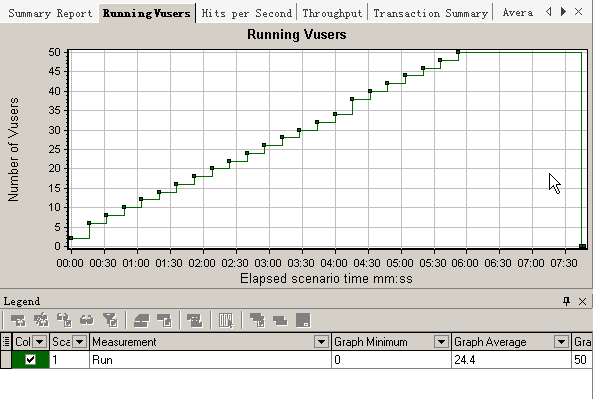 Summary Report Running Vusers Hits per Second Throughput Transaction Summary Avera
Running Vusers
Number of Vusers
50
45
40
35
30
25
20
15
10
5
0
00:00 00:30 01:00 01:30 02:00 02:30 03:00 03:30 04:00 04:30 05:00 05:30 06:00 06:30 07:00 07:30
Elapsed scenario time mm:ss
Legend
Col Sca Measurement Graph Minimum Graph Average Gra
1 Run 0 24.4 50